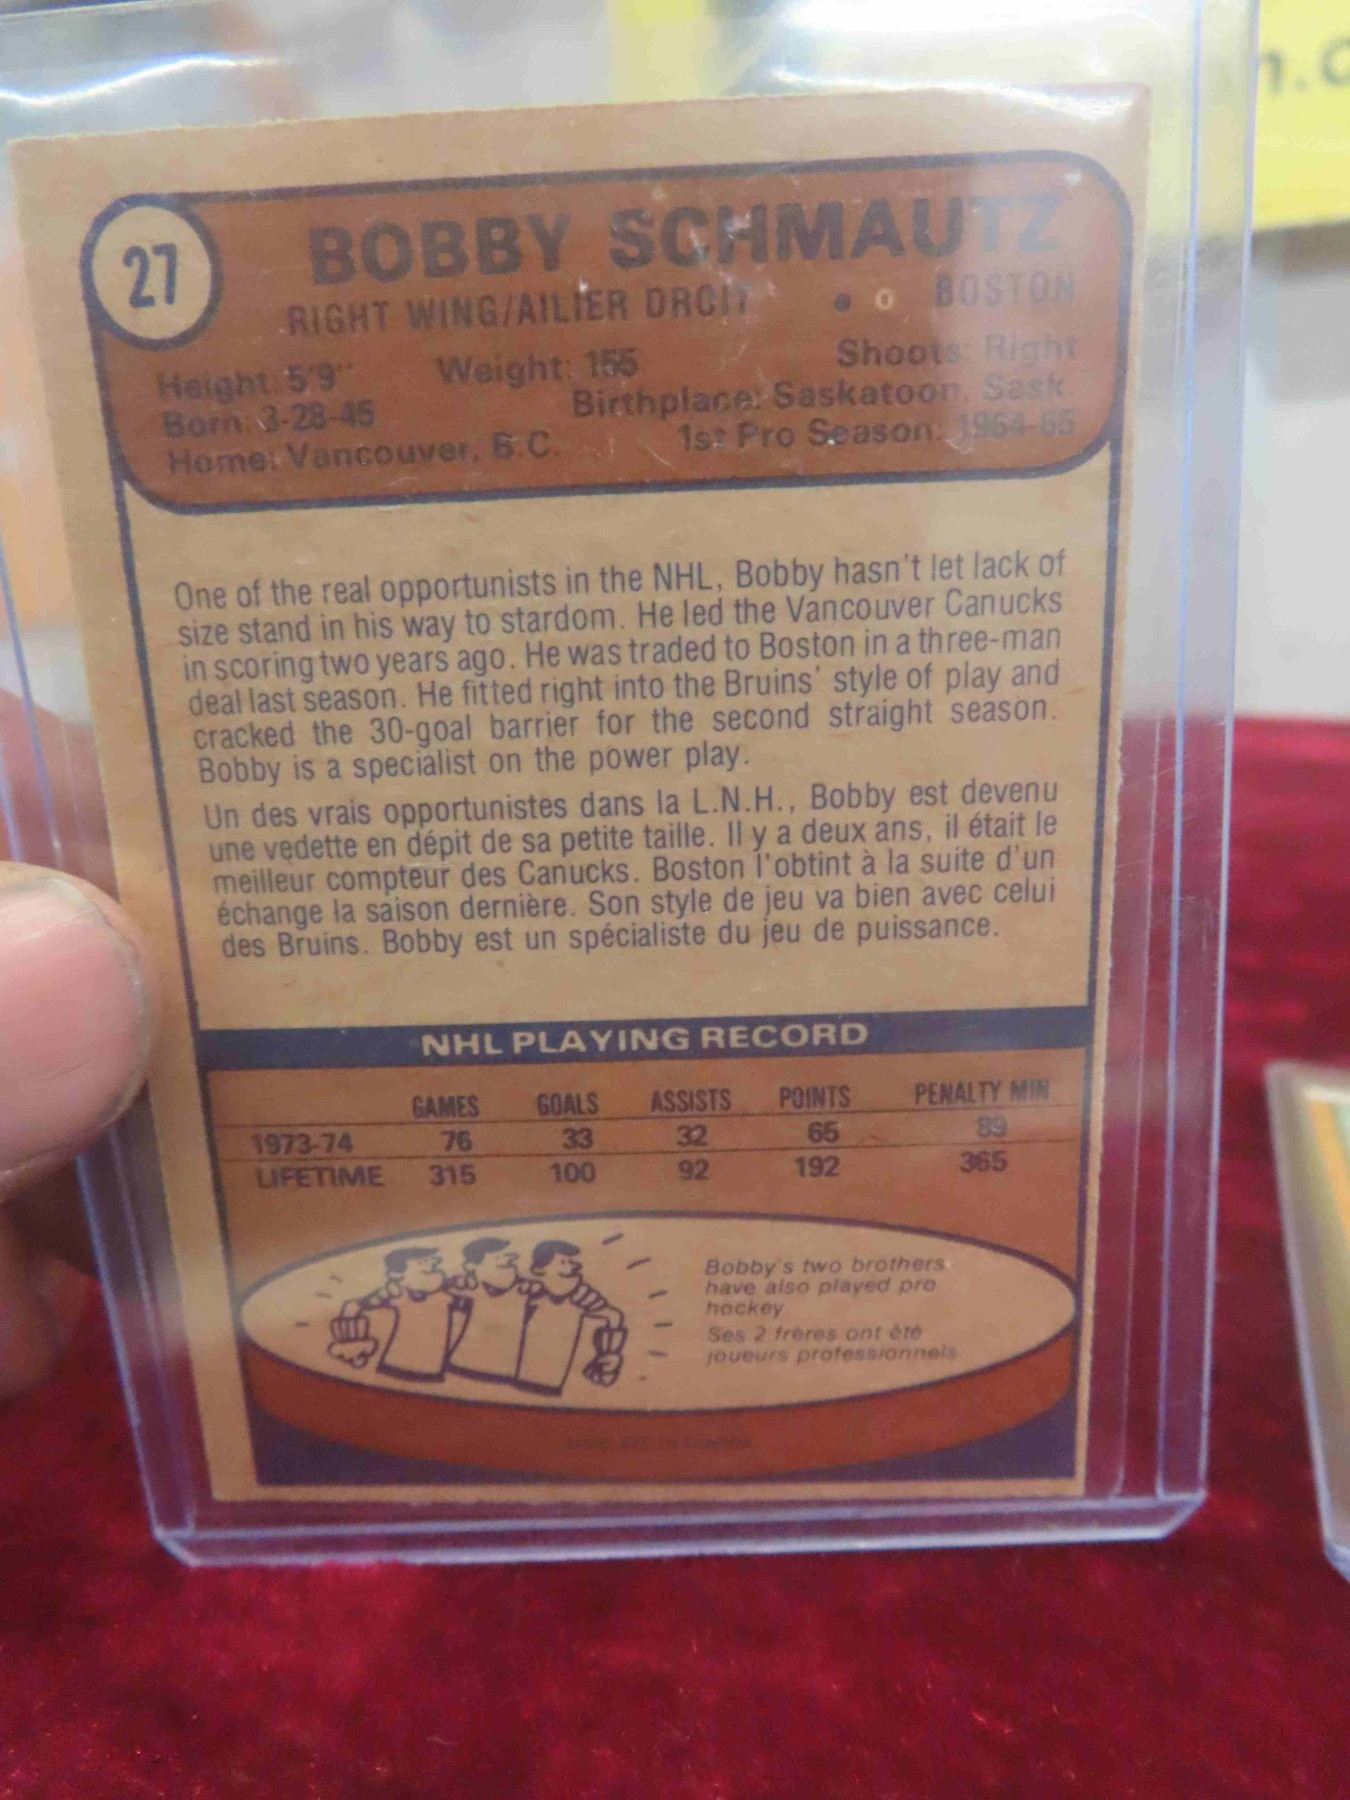 n.o
27
BOBBY SCHMAUTZ
RIGHT WING/AILIER DROIT • o BOSTON
Height: 5'9" Weight: 155 Shoots: Right
Born: 3-28-45 Birthplace: Saskatoon, Sask.
Home: Vancouver, B.C. 1st Pro Season: 1964-65
One of the real opportunists in the NHL, Bobby hasn't let lack of
size stand in his way to stardom. He led the Vancouver Canucks
in scoring two years ago. He was traded to Boston in a three-man
deal last season. He fitted right into the Bruins' style of play and
cracked the 30-goal barrier for the second straight season.
Bobby is a specialist on the power play.
Un des vrais opportunistes dans la L.N.H., Bobby est devenu
une vedette en dépit de sa petite taille. Il y a deux ans, il était le
meilleur compteur des Canucks. Boston l'obtint à la suite d'un
échange la saison dernière. Son style de jeu va bien avec celui
des Bruins. Bobby est un spécialiste du jeu de puissance.
NHL PLAYING RECORD
GAMES GOALS ASSISTS POINTS PENALTY MIN
1973-74 76 33 32 65 89
LIFETIME 315 100 92 192 365
Bobby's two brothers
have also played pro
hockey.
Ses 2 frères ont été
joueurs professionnels.